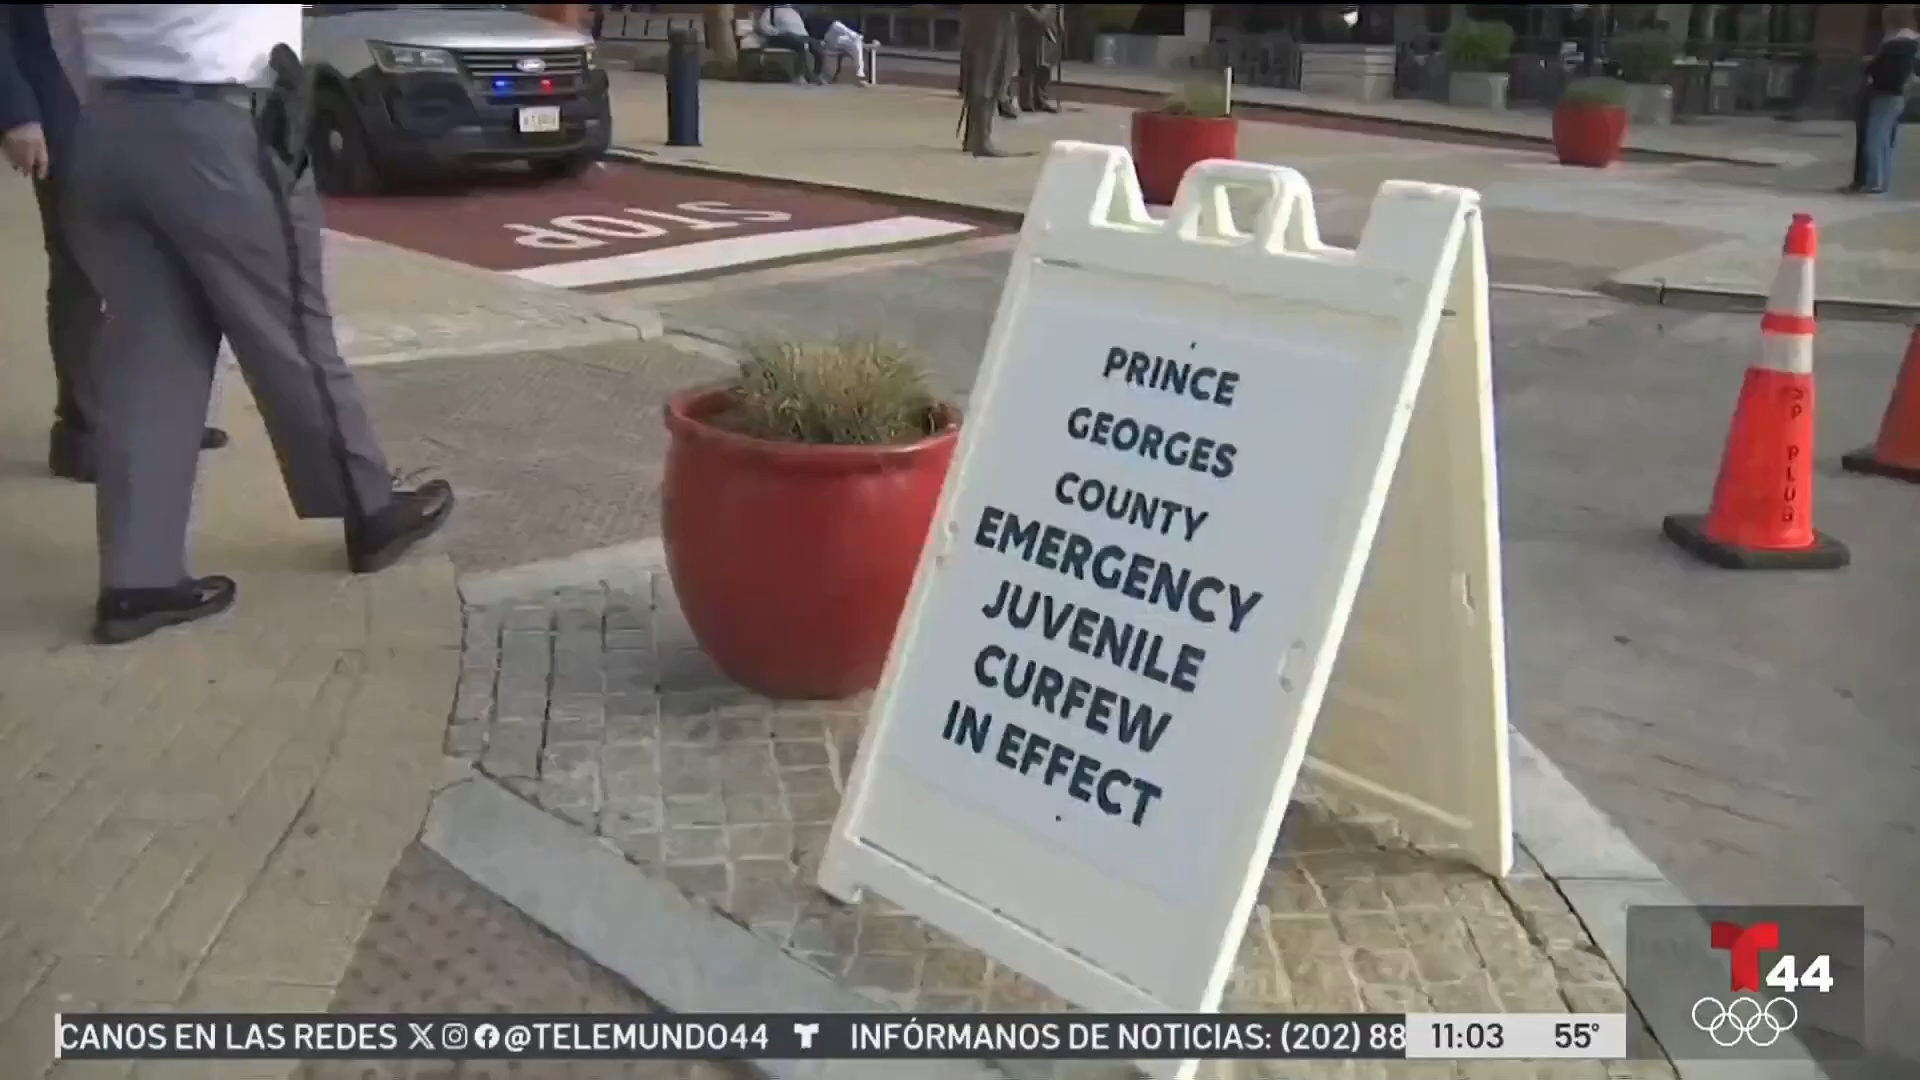 STOP
PRINCE
GEORGES
COUNTY
EMERGENCY
JUVENILE
CURFEW
IN EFFECT
T 44
CANOS EN LAS REDES X @TELEMUNDO44 T INFÓRMANOS DE NOTICIAS: (202) 88
11:03 55°